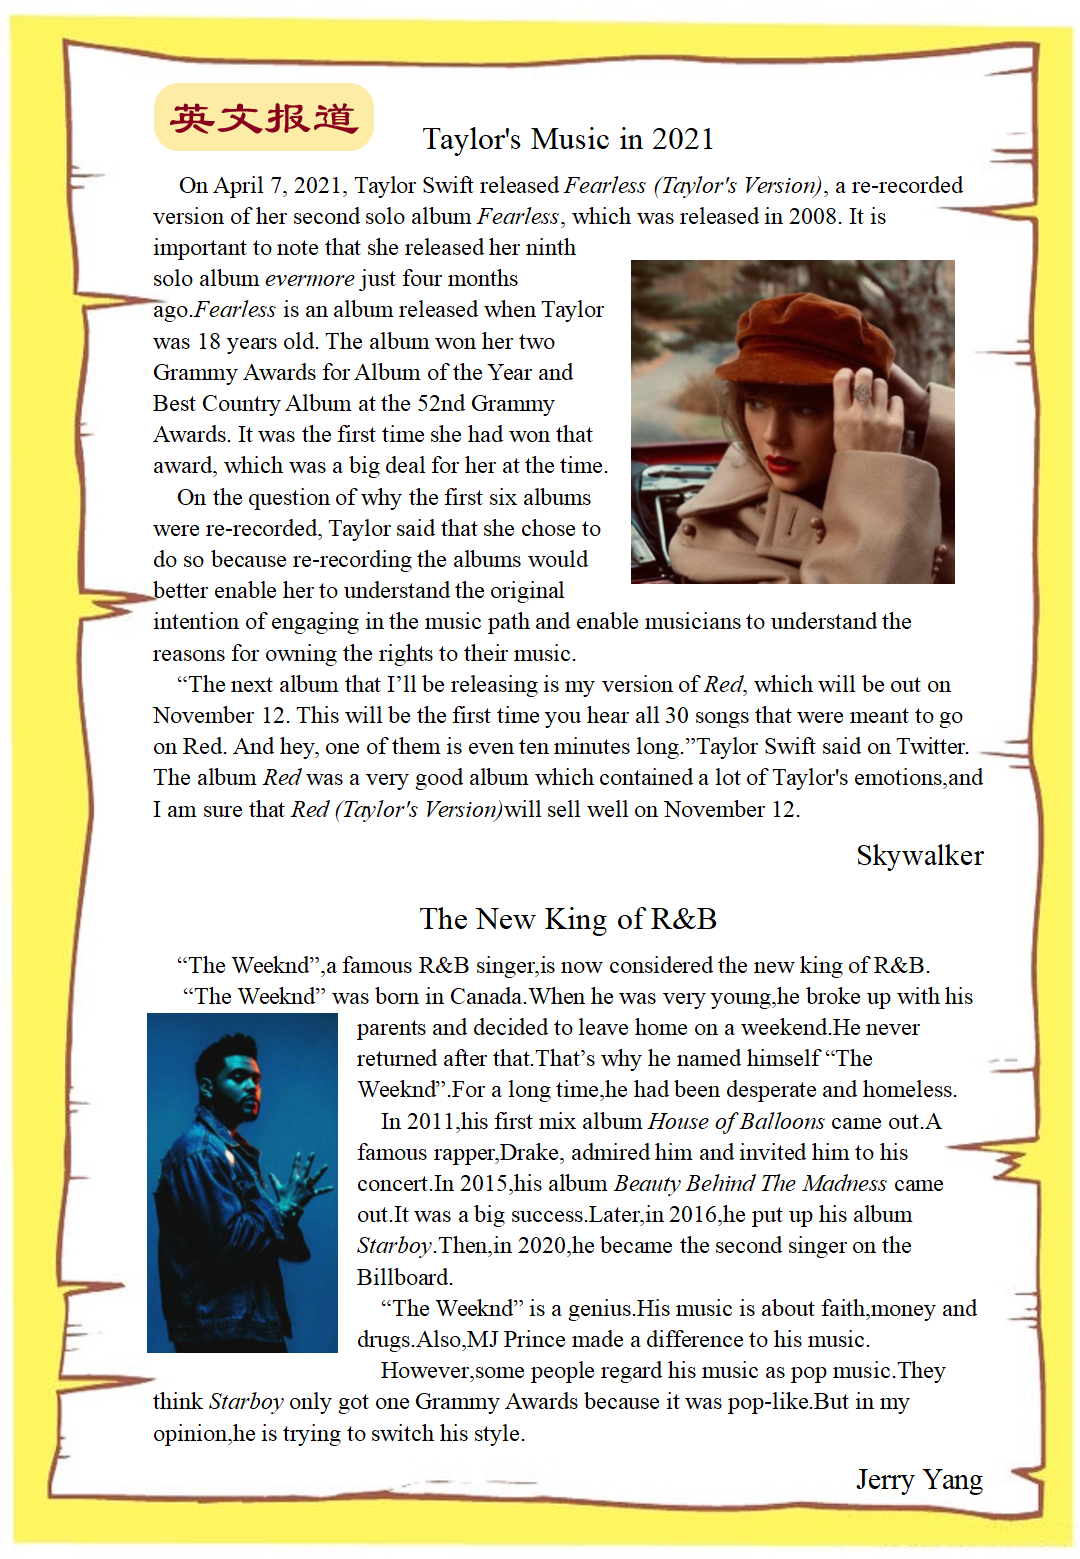 英文报道
Taylor's Music in 2021
On April 7, 2021, Taylor Swift released Fearless (Taylor's Version), a re-recorded
version of her second solo album Fearless, which was released in 2008. It is
important to note that she released her ninth
solo album evermore just four months
ago.Fearless is an album released when Taylor
was 18 years old. The album won her two
Grammy Awards for Album of the Year and
Best Country Album at the 52nd Grammy
Awards. It was the first time she had won that
award, which was a big deal for her at the time.
On the question of why the first six albums
were re-recorded, Taylor said that she chose to
do so because re-recording the albums would
better enable her to understand the original
intention of engaging in the music path and enable musicians to understand the
reasons for owning the rights to their music.
“The next album that I’ll be releasing is my version of Red, which will be out on
November 12. This will be the first time you hear all 30 songs that were meant to go
on Red. And hey, one of them is even ten minutes long.”Taylor Swift said on Twitter.
The album Red was a very good album which contained a lot of Taylor's emotions,and
I am sure that Red (Taylor's Version)will sell well on November 12.
Skywalker
The New King of R&B
“The Weeknd”,a famous R&B singer,is now considered the new king of R&B.
“The Weeknd” was born in Canada.When he was very young,he broke up with his
parents and decided to leave home on a weekend.He never
returned after that.That’s why he named himself “The
Weeknd”.For a long time,he had been desperate and homeless.
In 2011,his first mix album House of Balloons came out.A
famous rapper,Drake, admired him and invited him to his
concert.In 2015,his album Beauty Behind The Madness came
out.It was a big success.Later,in 2016,he put up his album
Starboy.Then,in 2020,he became the second singer on the
Billboard.
“The Weeknd” is a genius.His music is about faith,money and
drugs.Also,MJ Prince made a difference to his music.
However,some people regard his music as pop music.They
think Starboy only got one Grammy Awards because it was pop-like.But in my
opinion,he is trying to switch his style.
Jerry Yang